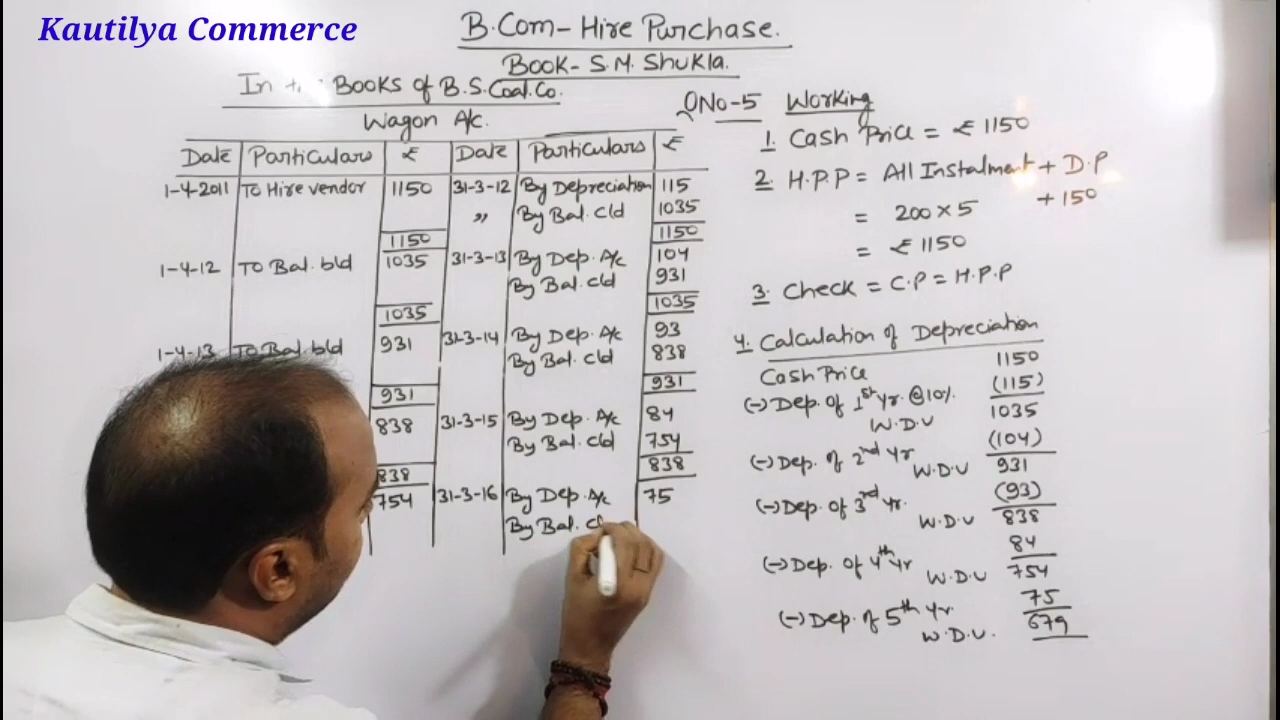 Kautilya Commerce
B.Com - Hire Purchase.
Book - S.M. Shukla.
In Books of B.S. Coal.Co.
QNo-5
Wagon A/c.
Date Particulars ₹ Date Particulars ₹
1-4-2011 To Hire vendor 1150 31-3-12 By Depreciation 115
" By Bal. c/d 1035
1150 1150
1-4-12 To Bal. b/d 1035 31-3-13 By Dep. A/c 104
By Bal. c/d 931
1035 1035
1-4-13 To Bal. b/d 931 31-3-14 By Dep. A/c 93
By Bal. c/d 838
931 931
838 31-3-15 By Dep. A/c 84
By Bal. c/d 754
838 838
754 31-3-16 By Dep. A/c 75
By Bal. c
Working
1. Cash Price = ₹ 1150
2. H.P.P = All Instalment + D.P
= 200 x 5 + 150
= ₹ 1150
3. Check = C.P = H.P.P
4. Calculation of Depreciation
Cash Price 1150
(-) Dep. of 1st Yr. @10%. (115)
W.D.V 1035
(-) Dep. of 2nd Yr (104)
W.D.V 931
(-) Dep. of 3rd Yr. (93)
W.D.V 838
(-) Dep. of 4th Yr 84
W.D.V 754
(-) Dep. of 5th Yr. 75
W.D.V. 679